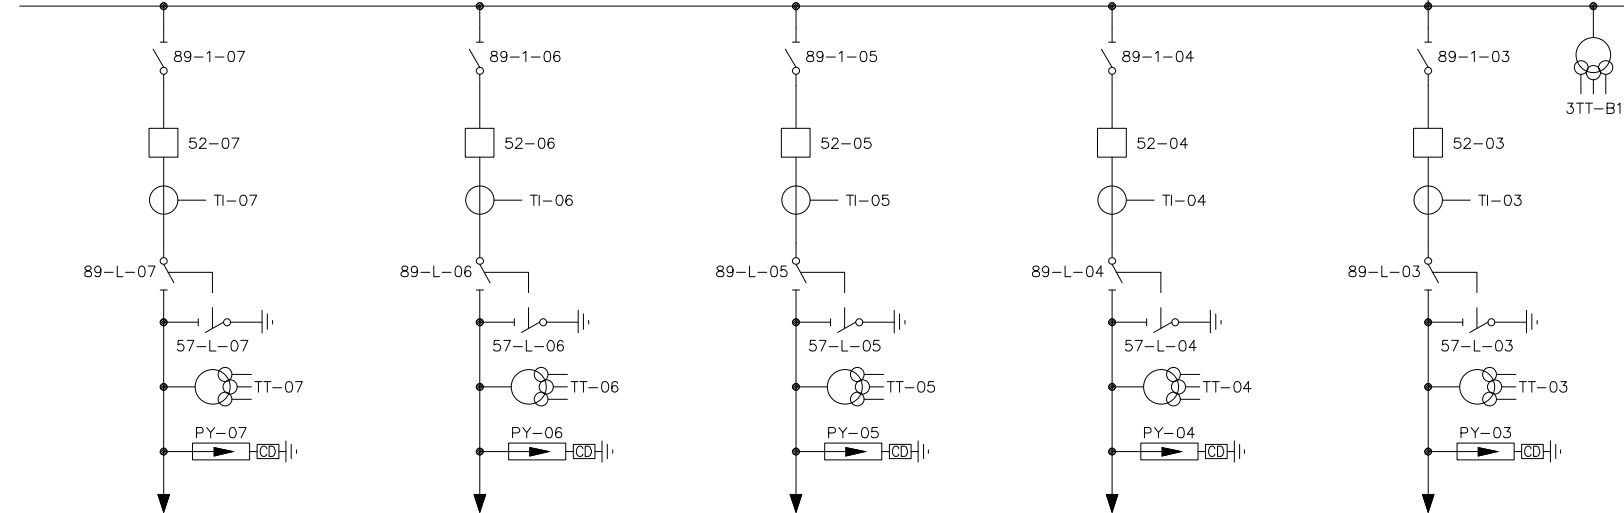 89-1-07 89-1-06 89-1-05 89-1-04 89-1-03
3TT-B1
52-07 52-06 52-05 52-04 52-03
TI-07 TI-06 TI-05 TI-04 TI-03
89-L-07 89-L-06 89-L-05 89-L-04 89-L-03
57-L-07 57-L-06 57-L-05 57-L-04 57-L-03
TT-07 TT-06 TT-05 TT-04 TT-03
PY-07 PY-06 PY-05 PY-04 PY-03
CD CD CD CD CD